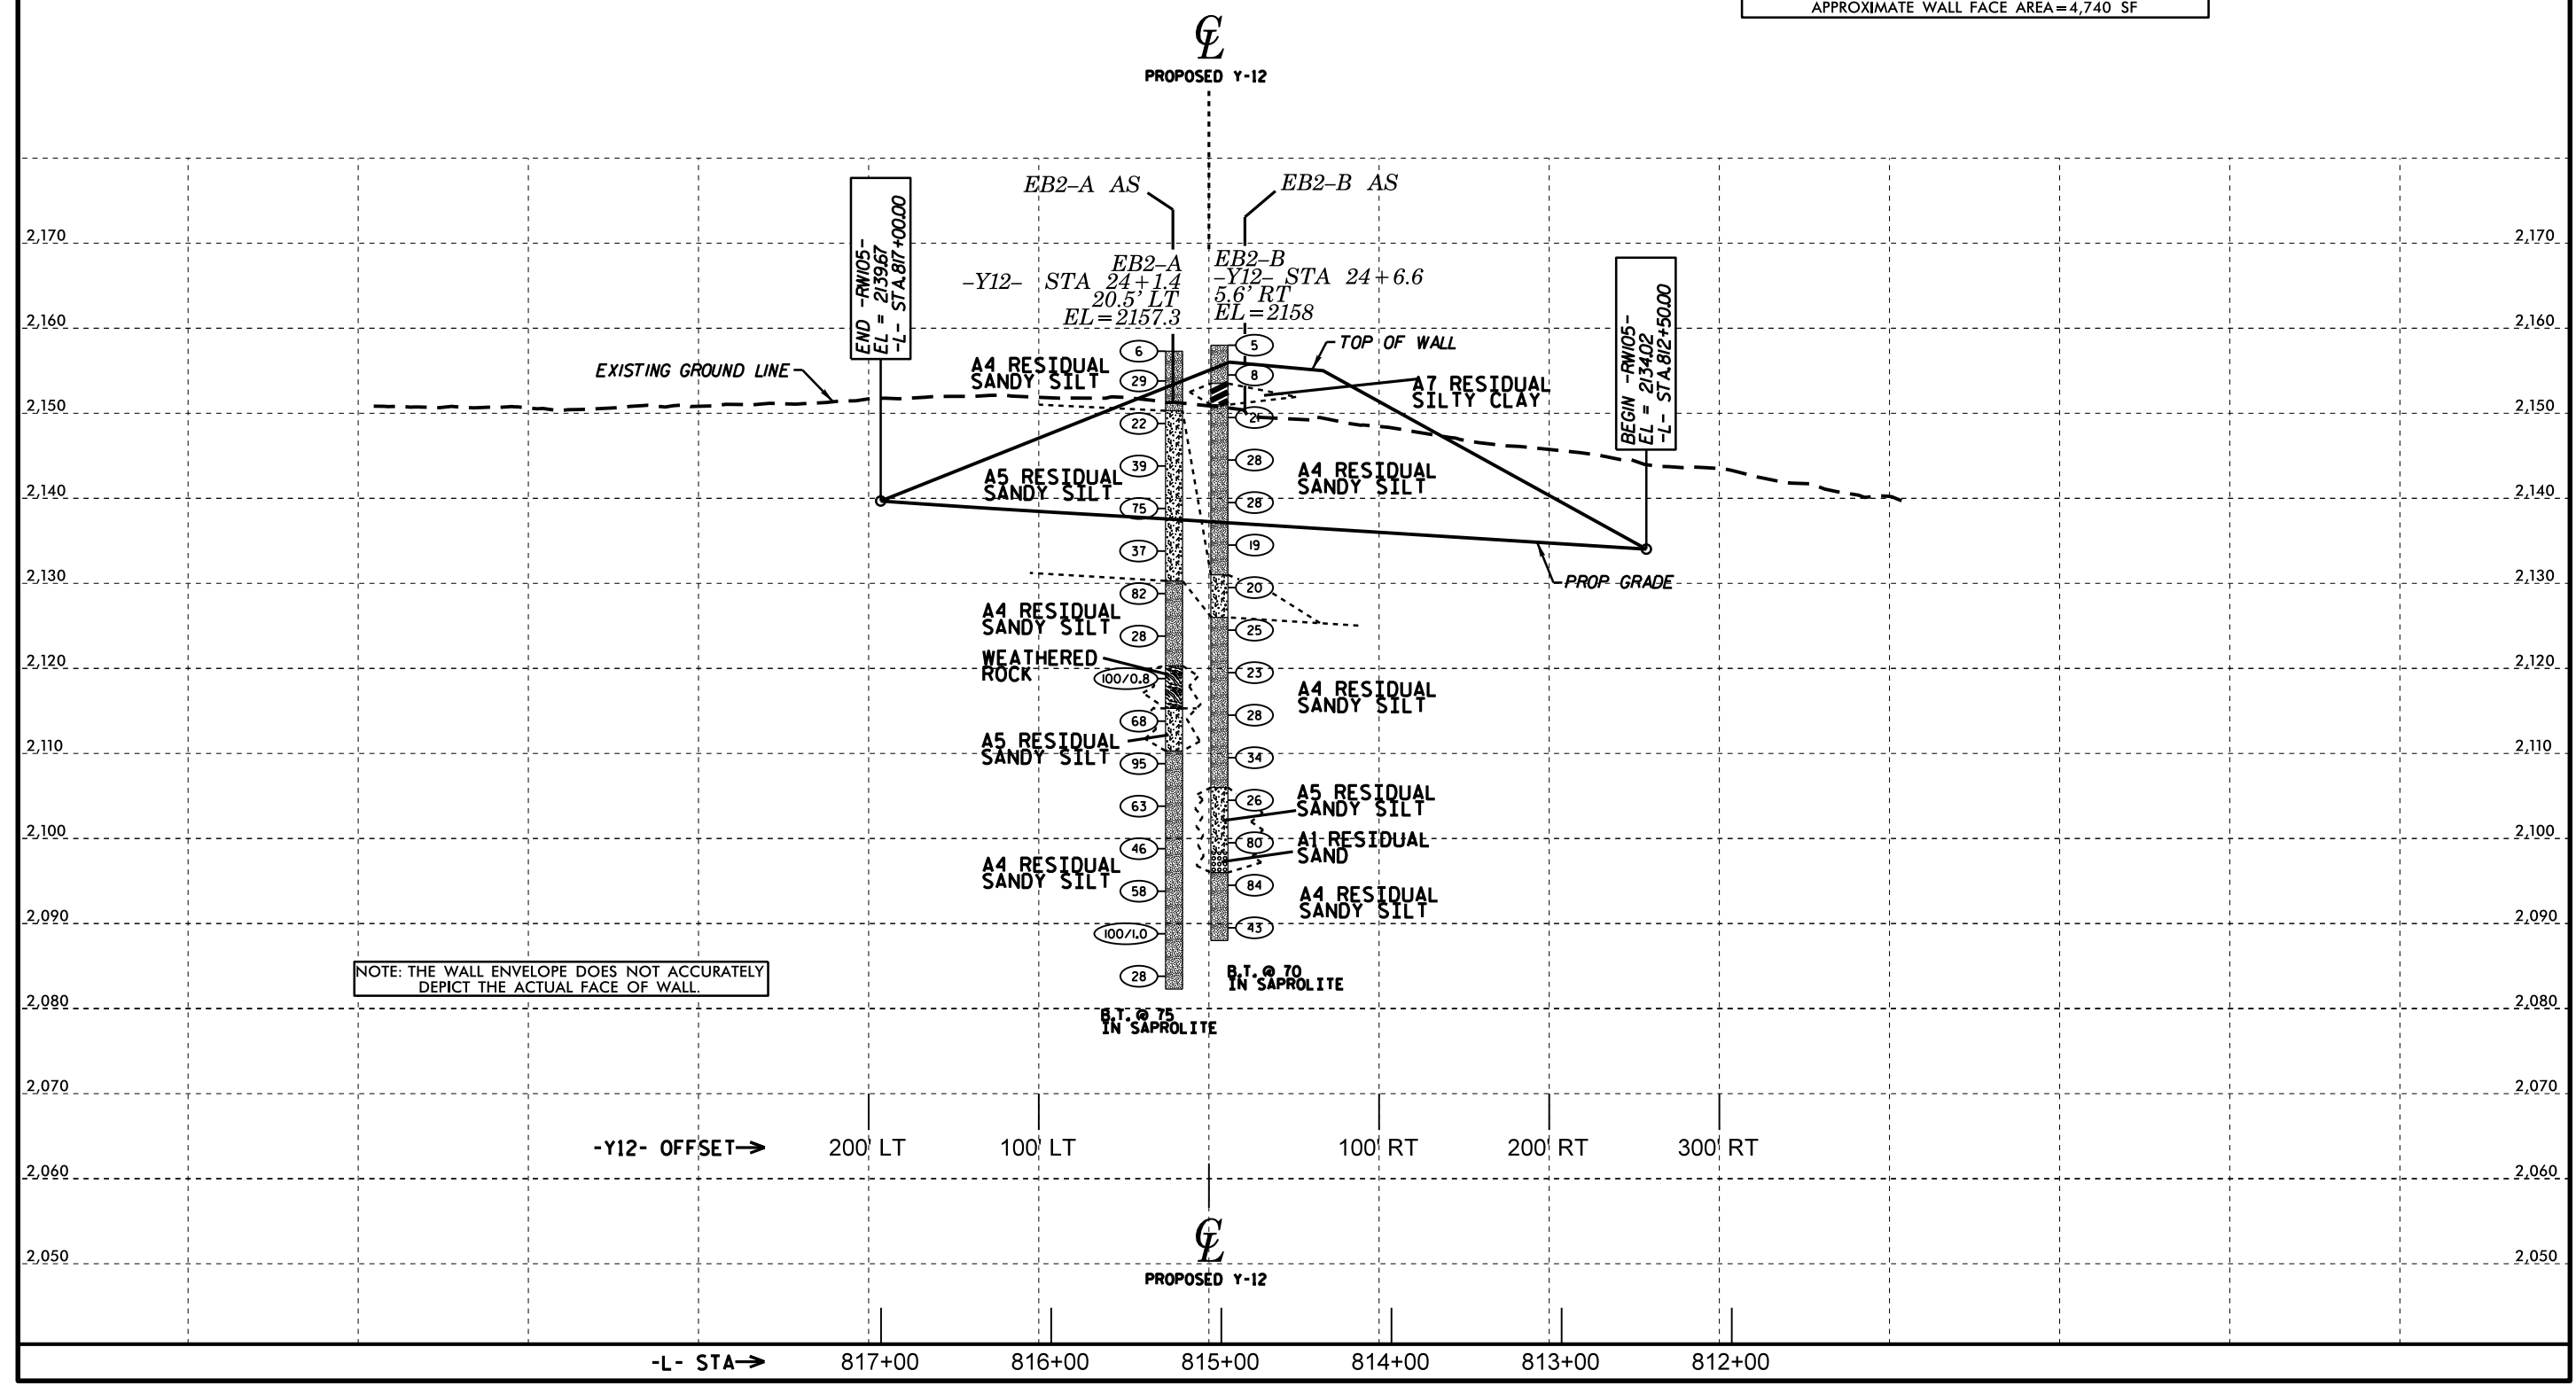 APPROXIMATE WALL FACE AREA=4,740 SF
℄
PROPOSED Y-12
END -RW105-
EL = 2139.67
-L- STA.817+00.00
EB2-A AS
EB2-B AS
EB2-A
-Y12- STA 24+1.4
20.5' LT
EL=2157.3
EB2-B
-Y12- STA 24+6.6
5.6' RT
EL=2158
BEGIN -RW105-
EL = 2134.02
-L- STA.812+50.00
2,170 2,170
2,160 2,160
2,150 2,150
2,140 2,140
2,130 2,130
2,120 2,120
2,110 2,110
2,100 2,100
2,090 2,090
2,080 2,080
2,070 2,070
2,060 2,060
2,050 2,050
EXISTING GROUND LINE
TOP OF WALL
PROP GRADE
A4 RESIDUAL
SANDY SILT
A5 RESIDUAL
SANDY SILT
A4 RESIDUAL
SANDY SILT
WEATHERED
ROCK
A5 RESIDUAL
SANDY SILT
A4 RESIDUAL
SANDY SILT
6
29
22
39
75
37
82
28
100/0.8
68
95
63
46
58
100/1.0
28
B.T. @ 75
IN SAPROLITE
5
8
21
28
28
19
20
25
23
28
34
26
80
84
43
A7 RESIDUAL
SILTY CLAY
A4 RESIDUAL
SANDY SILT
A4 RESIDUAL
SANDY SILT
A5 RESIDUAL
SANDY SILT
A1 RESIDUAL
SAND
A4 RESIDUAL
SANDY SILT
B.T. @ 70
IN SAPROLITE
NOTE: THE WALL ENVELOPE DOES NOT ACCURATELY
DEPICT THE ACTUAL FACE OF WALL.
-Y12- OFFSET 200' LT 100' LT 100' RT 200' RT 300' RT
℄
PROPOSED Y-12
-L- STA 817+00 816+00 815+00 814+00 813+00 812+00